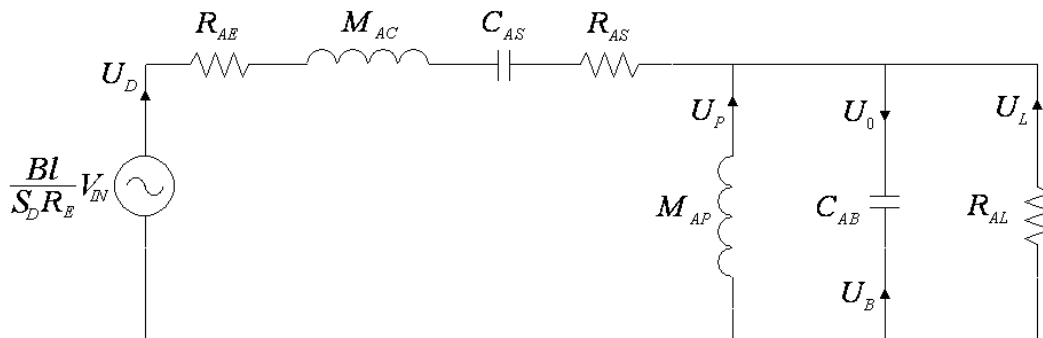 R_AE
M_AC
C_AS
R_AS
U_D
U_P
U_0
U_L
Bl/(S_D R_E) V_IN
M_AP
C_AB
R_AL
U_B